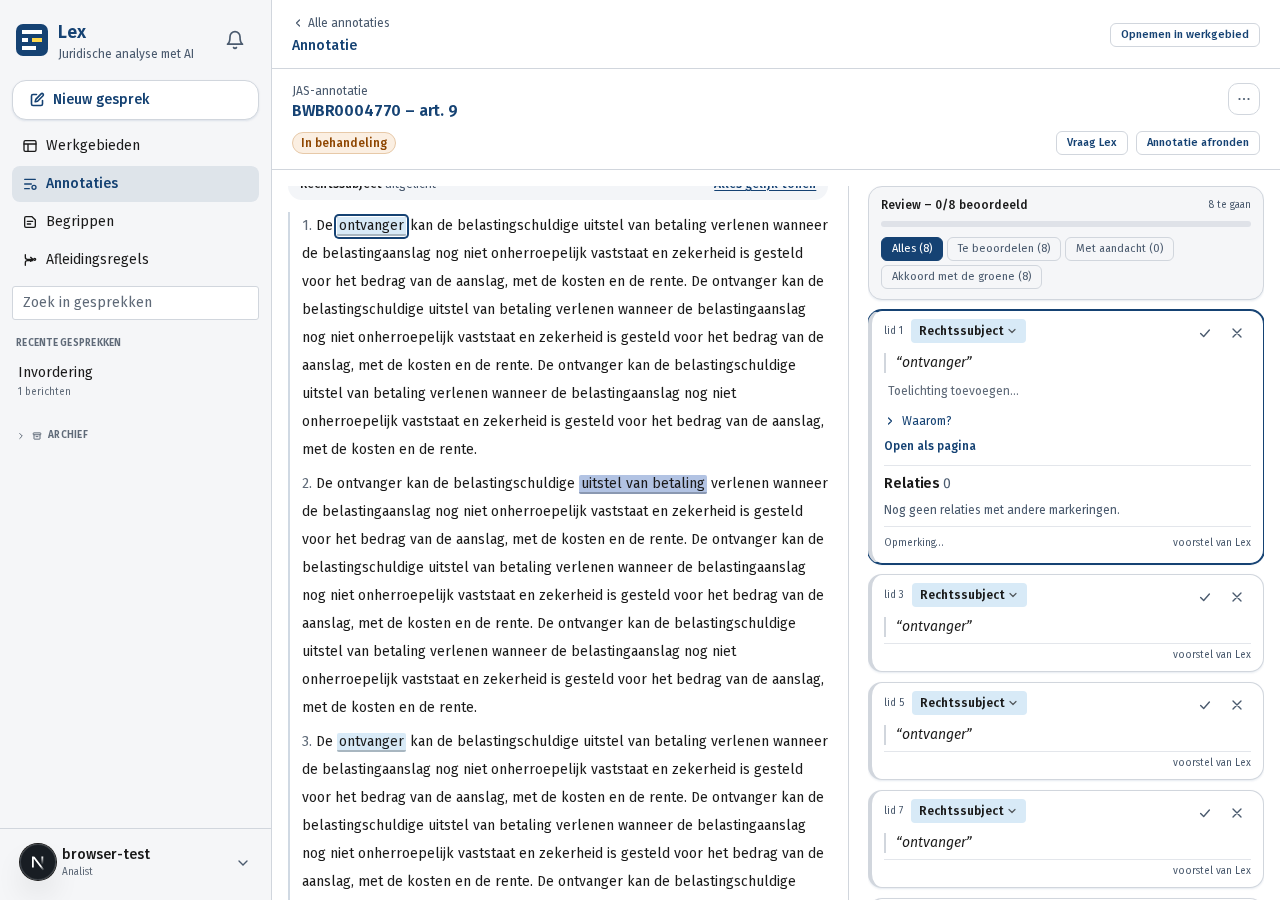 Lex
Juridische analyse met AI
Nieuw gesprek
Werkgebieden
Annotaties
Begrippen
Afleidingsregels
Zoek in gesprekken
RECENTE GESPREKKEN
Invordering
1 berichten
ARCHIEF
browser-test
Analist
Alle annotaties
Annotatie
Opnemen in werkgebied
JAS-annotatie
BWBR0004770 – art. 9
In behandeling
Vraag Lex
Annotatie afronden
Rechtssubject uitgelicht
Alles gelijk tonen
1. De ontvanger kan de belastingschuldige uitstel van betaling verlenen wanneer
de belastingaanslag nog niet onherroepelijk vaststaat en zekerheid is gesteld
voor het bedrag van de aanslag, met de kosten en de rente. De ontvanger kan de
belastingschuldige uitstel van betaling verlenen wanneer de belastingaanslag
nog niet onherroepelijk vaststaat en zekerheid is gesteld voor het bedrag van de
aanslag, met de kosten en de rente. De ontvanger kan de belastingschuldige
uitstel van betaling verlenen wanneer de belastingaanslag nog niet
onherroepelijk vaststaat en zekerheid is gesteld voor het bedrag van de aanslag,
met de kosten en de rente.
2. De ontvanger kan de belastingschuldige uitstel van betaling verlenen wanneer
de belastingaanslag nog niet onherroepelijk vaststaat en zekerheid is gesteld
voor het bedrag van de aanslag, met de kosten en de rente. De ontvanger kan de
belastingschuldige uitstel van betaling verlenen wanneer de belastingaanslag
nog niet onherroepelijk vaststaat en zekerheid is gesteld voor het bedrag van de
aanslag, met de kosten en de rente. De ontvanger kan de belastingschuldige
uitstel van betaling verlenen wanneer de belastingaanslag nog niet
onherroepelijk vaststaat en zekerheid is gesteld voor het bedrag van de aanslag,
met de kosten en de rente.
3. De ontvanger kan de belastingschuldige uitstel van betaling verlenen wanneer
de belastingaanslag nog niet onherroepelijk vaststaat en zekerheid is gesteld
voor het bedrag van de aanslag, met de kosten en de rente. De ontvanger kan de
belastingschuldige uitstel van betaling verlenen wanneer de belastingaanslag
nog niet onherroepelijk vaststaat en zekerheid is gesteld voor het bedrag van de
aanslag, met de kosten en de rente. De ontvanger kan de belastingschuldige
Review – 0/8 beoordeeld
8 te gaan
Alles (8)
Te beoordelen (8)
Met aandacht (0)
Akkoord met de groene (8)
lid 1 Rechtssubject
“ontvanger”
Toelichting toevoegen...
Waarom?
Open als pagina
Relaties 0
Nog geen relaties met andere markeringen.
Opmerking...
voorstel van Lex
lid 3 Rechtssubject
“ontvanger”
voorstel van Lex
lid 5 Rechtssubject
“ontvanger”
voorstel van Lex
lid 7 Rechtssubject
“ontvanger”
voorstel van Lex